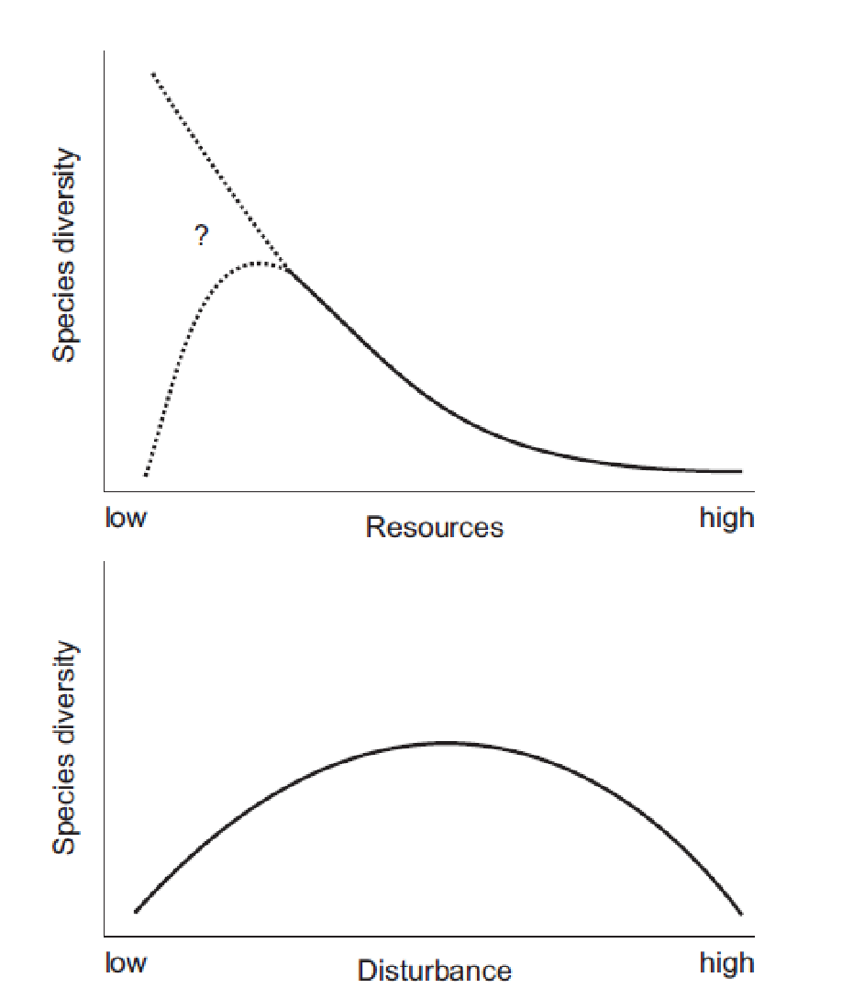 Species diversity
?
low
Resources
high
Species diversity
low
Disturbance
high